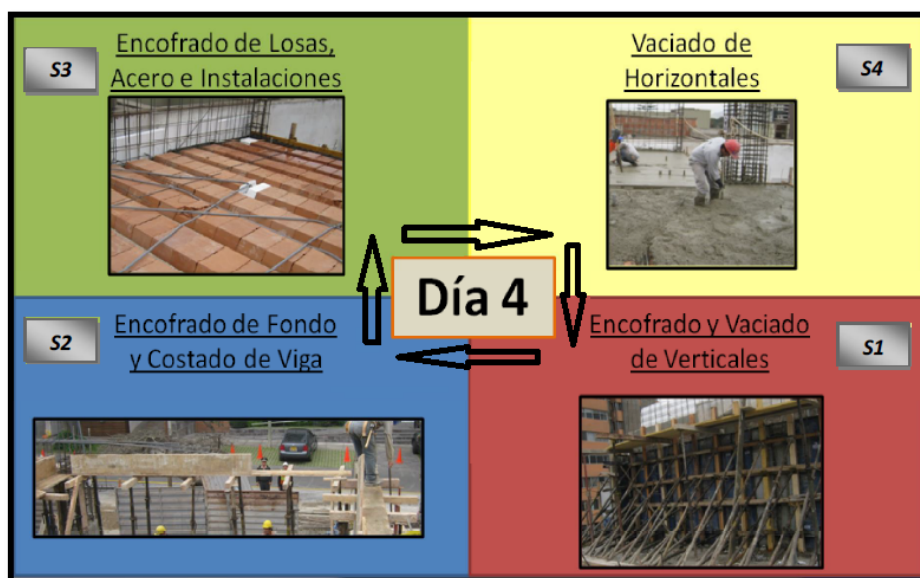 S3
Encofrado de Losas,
Acero e Instalaciones
Vaciado de
Horizontales
S4
Día 4
S2
Encofrado de Fondo
y Costado de Viga
Encofrado y Vaciado
de Verticales
S1